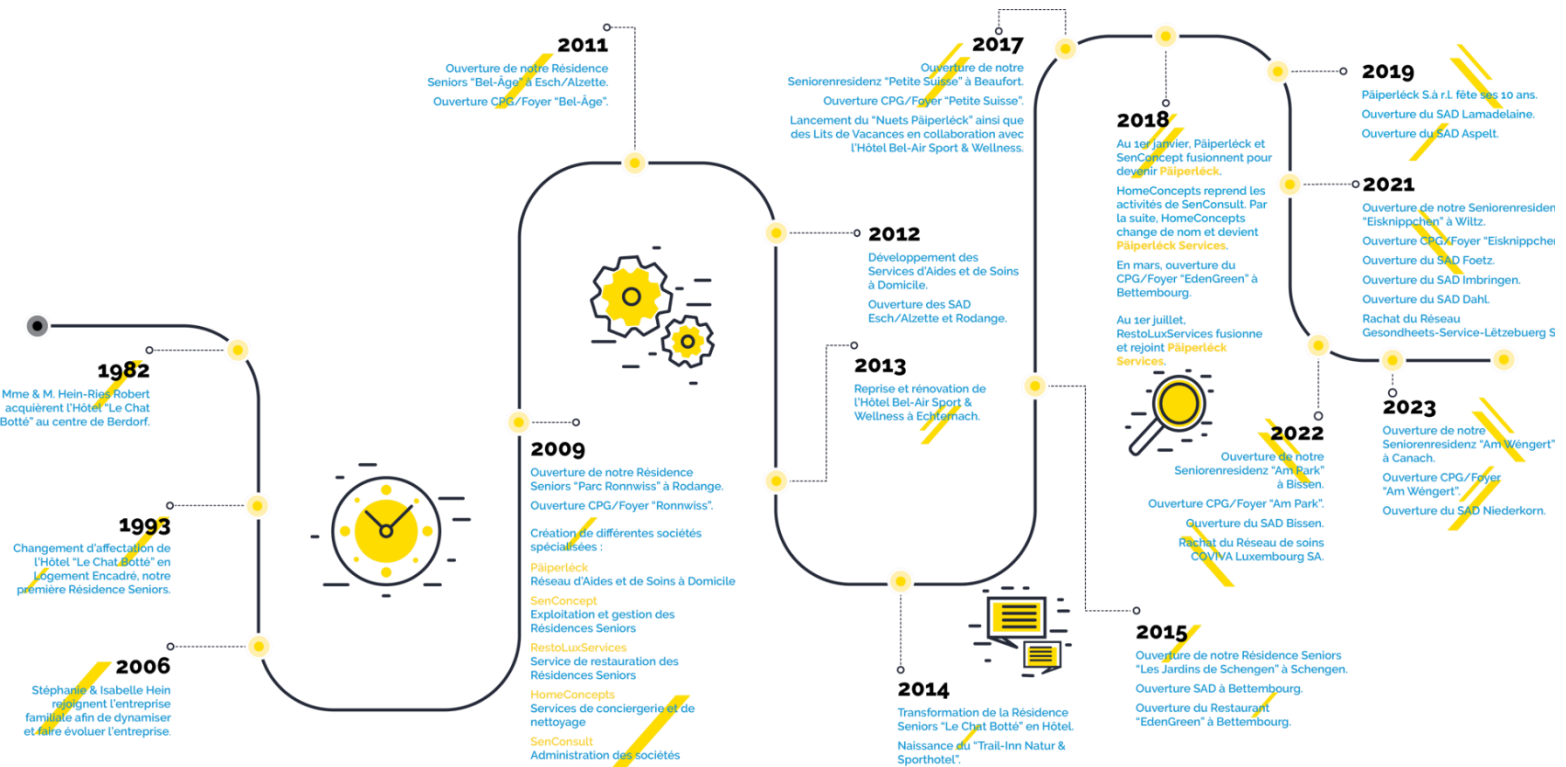 1982
Mme & M. Hein-Ries Robert
acquièrent l'Hôtel "Le Chat
Botté" au centre de Berdorf.
1993
Changement d'affectation de
l'Hôtel "Le Chat Botté" en
Logement Encadré, notre
première Résidence Seniors.
2006
Stéphanie & Isabelle Hein
rejoignent l'entreprise
familiale afin de dynamiser
et faire évoluer l'entreprise.
2009
Ouverture de notre Résidence
Seniors "Parc Ronnwiss" à Rodange.
Ouverture CPG/Foyer "Ronnwiss".
Création de différentes sociétés
spécialisées :
Päiperléck
Réseau d'Aides et de Soins à Domicile
SenConcept
Exploitation et gestion des
Résidences Seniors
RestoLuxServices
Service de restauration des
Résidences Seniors
HomeConcepts
Services de conciergerie et de
nettoyage
SenConsult
Administration des sociétés
2011
Ouverture de notre Résidence
Seniors "Bel-Âge" à Esch/Alzette.
Ouverture CPG/Foyer "Bel-Âge".
2012
Développement des
Services d'Aides et de Soins
à Domicile.
Ouverture des SAD
Esch/Alzette et Rodange.
2013
Reprise et rénovation de
l'Hôtel Bel-Air Sport &
Wellness à Echternach.
2014
Transformation de la Résidence
Seniors "Le Chat Botté" en Hôtel.
Naissance du "Trail-Inn Natur &
Sporthotel".
2015
Ouverture de notre Résidence Seniors
"Les Jardins de Schengen" à Schengen.
Ouverture SAD à Bettembourg.
Ouverture du Restaurant
"EdenGreen" à Bettembourg.
2017
Ouverture de notre
Seniorenresidenz "Petite Suisse" à Beaufort.
Ouverture CPG/Foyer "Petite Suisse".
Lancement du "Nuets Päiperléck" ainsi que
des Lits de Vacances en collaboration avec
l'Hôtel Bel-Air Sport & Wellness.
2018
Au 1er janvier, Päiperléck et
SenConcept fusionnent pour
devenir Päiperléck.
HomeConcepts reprend les
activités de SenConsult. Par
la suite, HomeConcepts
change de nom et devient
Päiperléck Services.
En mars, ouverture du
CPG/Foyer "EdenGreen" à
Bettembourg.
Au 1er juillet,
RestoLuxServices fusionne
et rejoint Päiperléck
Services.
2019
Päiperléck S.à r.l. fête ses 10 ans.
Ouverture du SAD Lamadelaine.
Ouverture du SAD Aspelt.
2021
Ouverture de notre Seniorenresiden
"Eisknippchen" à Wiltz.
Ouverture CPG/Foyer "Eisknippchen
Ouverture du SAD Foetz.
Ouverture du SAD Imbringen.
Ouverture du SAD Dahl.
Rachat du Réseau
Gesondheets-Service-Lëtzebuerg S
2022
Ouverture de notre
Seniorenresidenz "Am Park"
à Bissen.
Ouverture CPG/Foyer "Am Park".
Ouverture du SAD Bissen.
Rachat du Réseau de soins
COVIVA Luxembourg SA.
2023
Ouverture de notre
Seniorenresidenz "Am Wéngert"
à Canach.
Ouverture CPG/Foyer
"Am Wéngert".
Ouverture du SAD Niederkorn.